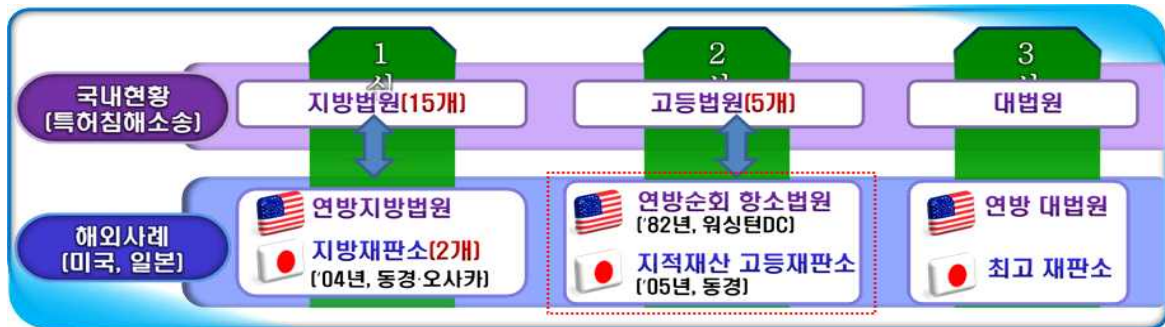 1
2
3
국내현황
(특허침해소송)
지방법원(15개)
고등법원(5개)
대법원
해외사례
(미국, 일본)
연방지방법원
지방재판소(2개)
('04년, 동경·오사카)
연방순회 항소법원
('82년, 워싱턴DC)
지적재산 고등재판소
('05년, 동경)
연방 대법원
최고 재판소